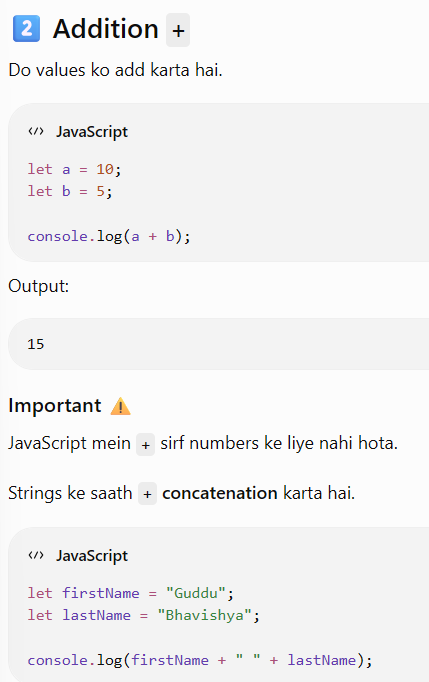 2 Addition +
Do values ko add karta hai.
</> JavaScript
let a = 10;
let b = 5;
console.log(a + b);
Output:
15
Important ⚠️
JavaScript mein + sirf numbers ke liye nahi hota.
Strings ke saath + concatenation karta hai.
</> JavaScript
let firstName = "Guddu";
let lastName = "Bhavishya";
console.log(firstName + " " + lastName);